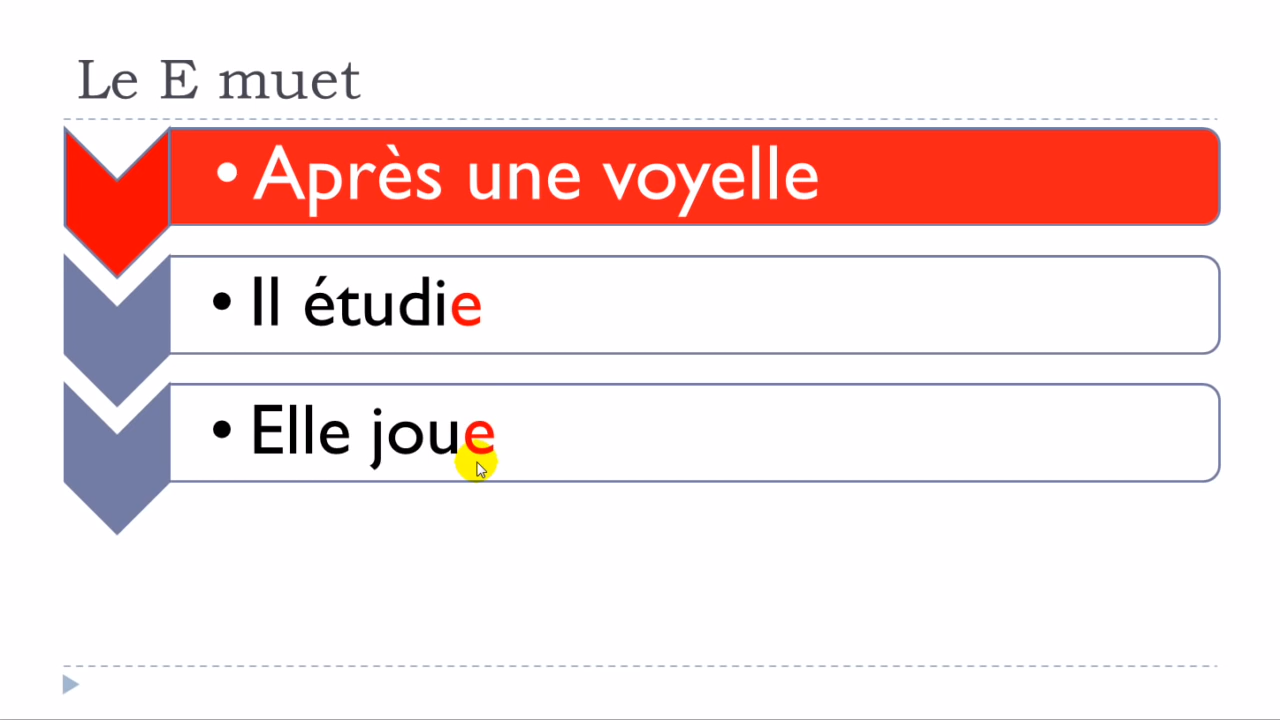 Le E muet
• Après une voyelle
• Il étudie
• Elle joue